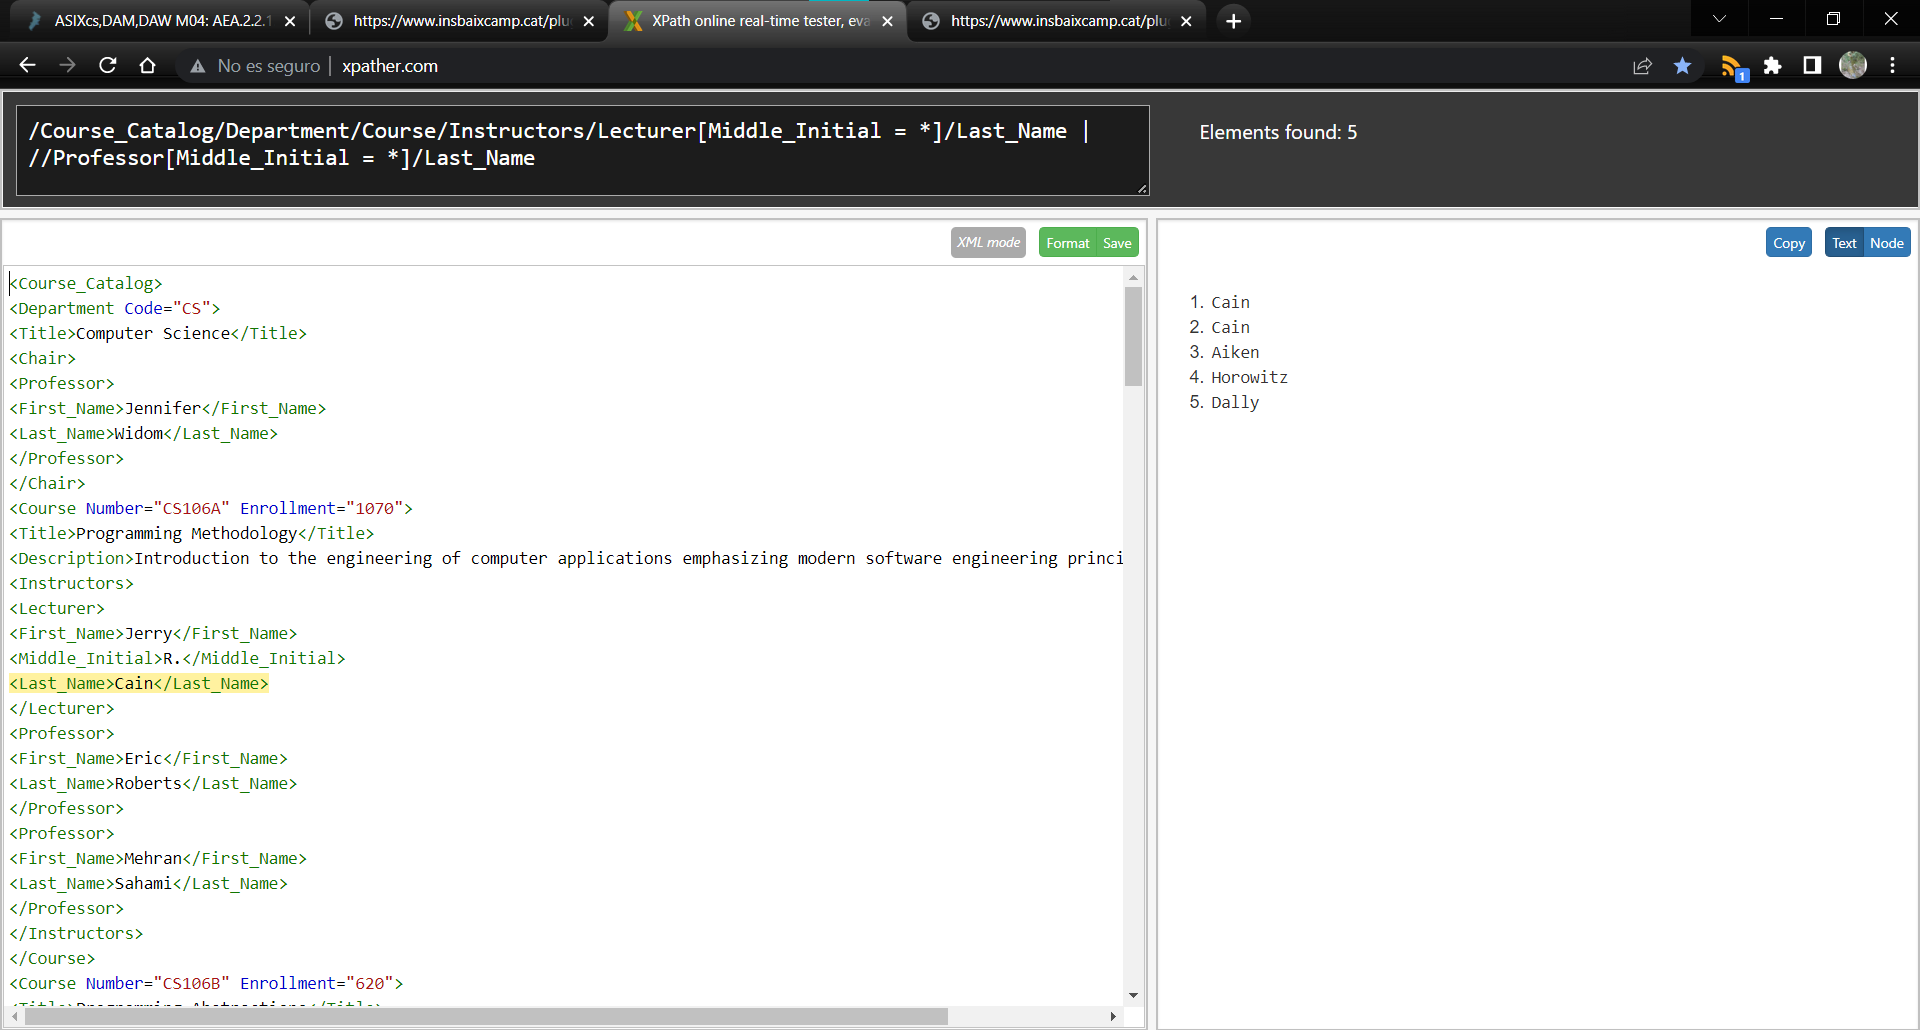 ASIXcs,DAM,DAW M04: AEA.2.2.1
https://www.insbaixcamp.cat/plu
XPath online real-time tester, eva
https://www.insbaixcamp.cat/plu
No es seguro | xpather.com
1
/Course_Catalog/Department/Course/Instructors/Lecturer[Middle_Initial = *]/Last_Name |
//Professor[Middle_Initial = *]/Last_Name
Elements found: 5
XML mode
Format Save
Copy
Text Node
<Course_Catalog>
<Department Code="CS">
<Title>Computer Science</Title>
<Chair>
<Professor>
<First_Name>Jennifer</First_Name>
<Last_Name>Widom</Last_Name>
</Professor>
</Chair>
<Course Number="CS106A" Enrollment="1070">
<Title>Programming Methodology</Title>
<Description>Introduction to the engineering of computer applications emphasizing modern software engineering princi
<Instructors>
<Lecturer>
<First_Name>Jerry</First_Name>
<Middle_Initial>R.</Middle_Initial>
<Last_Name>Cain</Last_Name>
</Lecturer>
<Professor>
<First_Name>Eric</First_Name>
<Last_Name>Roberts</Last_Name>
</Professor>
<Professor>
<First_Name>Mehran</First_Name>
<Last_Name>Sahami</Last_Name>
</Professor>
</Instructors>
</Course>
<Course Number="CS106B" Enrollment="620">
<Title>Programming Abstractions</Title>
1. Cain
2. Cain
3. Aiken
4. Horowitz
5. Dally